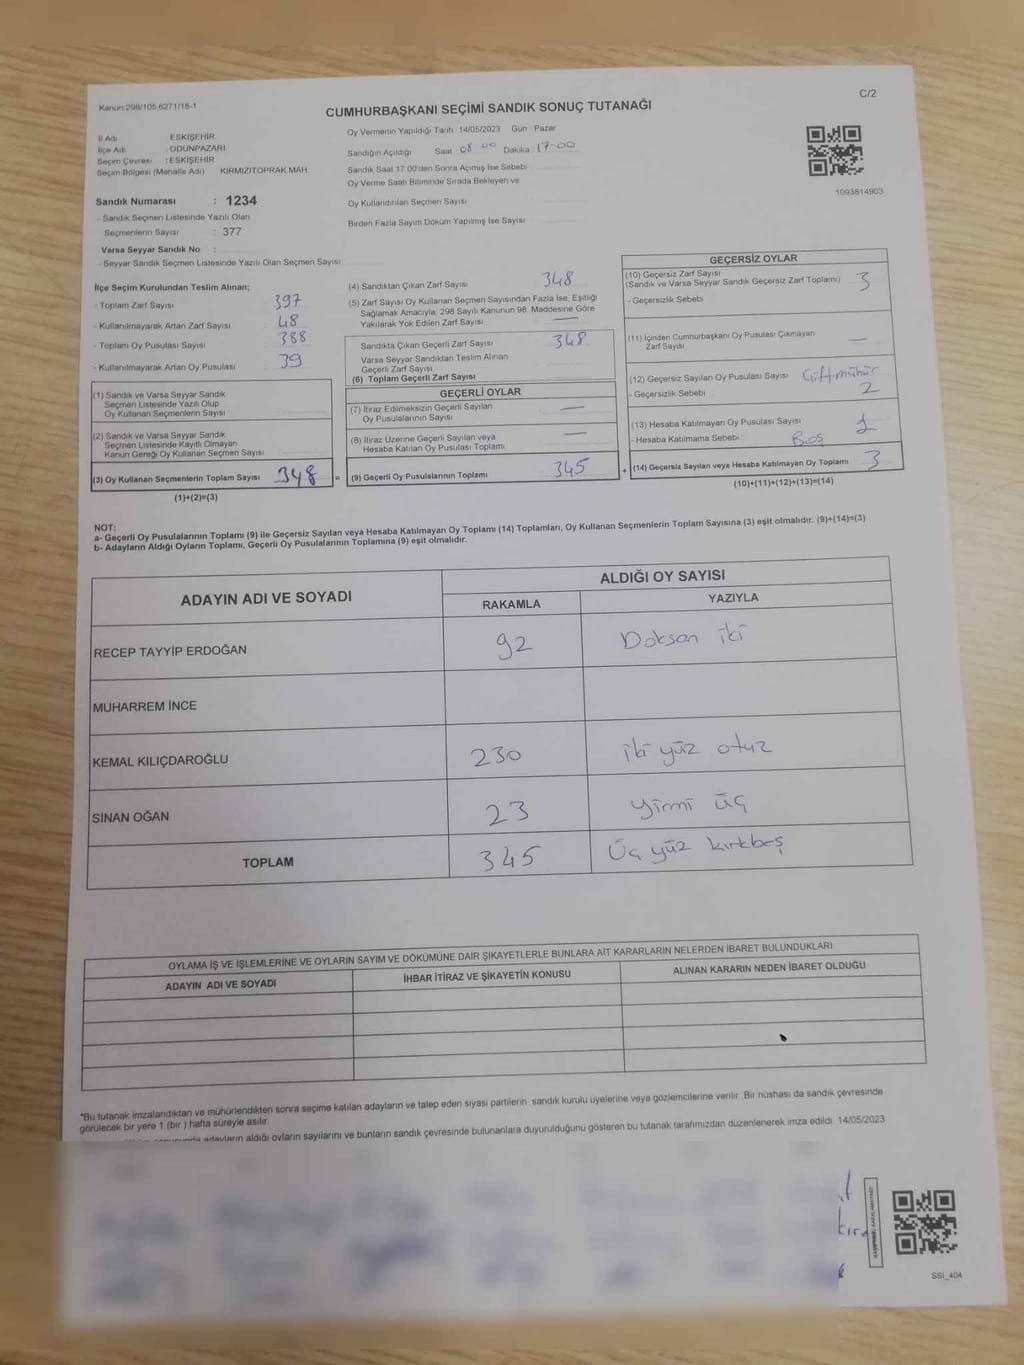 Kanun 298/105 6271/18-1
C/2
CUMHURBAŞKANI SEÇİMİ SANDIK SONUÇ TUTANAĞI
İl Adı : ESKİŞEHİR
İlçe Adı : ODUNPAZARI
Seçim Çevresi : ESKİŞEHİR
Seçim Bölgesi (Mahalle Adı) KIRMIZITOPRAK MAH.
Sandık Numarası : 1234
- Sandık Seçmen Listesinde Yazılı Olan
Seçmenlerin Sayısı : 377
Varsa Seyyar Sandık No :
- Seyyar Sandık Seçmen Listesinde Yazılı Olan Seçmen Sayısı:
Oy Vermenin Yapıldığı Tarih 14/05/2023 Gün Pazar
Sandığın Açıldığı Saat 08 00 Dakika 17-00
Sandık Saat 17.00'den Sonra Açımış İse Sebebi
Oy Verme Saati Bitiminde Sırada Bekleyen ve
Oy Kullandırılan Seçmen Sayısı
Birden Fazla Sayım Döküm Yapılmış İse Sayısı
1093814903
İlçe Seçim Kurulundan Teslim Alınan;
- Toplam Zarf Sayısı 397
- Kullanılmayarak Artan Zarf Sayısı 48
- Toplam Oy Pusulası Sayısı 388
- Kullanılmayarak Artan Oy Pusulası 39
(1) Sandık ve Varsa Seyyar Sandık
Seçmen Listesinde Yazılı Olup
Oy Kullanan Seçmenlerin Sayısı
(2) Sandık ve Varsa Seyyar Sandık
Seçmen Listesinde Kayıtlı Olmayan
Kanun Gereği Oy Kullanan Seçmen Sayısı
(3) Oy Kullanan Seçmenlerin Toplam Sayısı 348 =
(1)+(2)=(3)
(4) Sandıktan Çıkan Zarf Sayısı 348
(5) Zarf Sayısı Oy Kullanan Seçmen Sayısından Fazla İse, Eşitliği
Sağlamak Amacıyla; 298 Sayılı Kanunun 98. Maddesine Göre
Yakılarak Yok Edilen Zarf Sayısı —
Sandıkta Çıkan Geçerli Zarf Sayısı 348
Varsa Seyyar Sandıktan Teslim Alınan
Geçerli Zarf Sayısı
(6) Toplam Geçerli Zarf Sayısı
GEÇERLİ OYLAR
(7) İtiraz Edilmeksizin Geçerli Sayılan
Oy Pusulalarının Sayısı —
(8) İtiraz Üzerine Geçerli Sayılan veya
Hesaba Katılan Oy Pusulaları Toplamı —
(9) Geçerli Oy Pusulalarının Toplamı 345 +
GEÇERSİZ OYLAR
(10) Geçersiz Zarf Sayısı
(Sandık ve Varsa Seyyar Sandık Geçersiz Zarf Toplamı) 3
- Geçersizlik Sebebi
(11) İçinden Cumhurbaşkanı Oy Pusulası Çıkmayan
Zarf Sayısı —
(12) Geçersiz Sayılan Oy Pusulası Sayısı Çift mühür
- Geçersizlik Sebebi 2
(13) Hesaba Katılmayan Oy Pusulası Sayısı 1
- Hesaba Katılmama Sebebi Boş
(14) Geçersiz Sayılan veya Hesaba Katılmayan Oy Toplamı 3
(10)+(11)+(12)+(13)=(14)
NOT:
a- Geçerli Oy Pusulalarının Toplamı (9) ile Geçersiz Sayılan veya Hesaba Katılmayan Oy Toplamı (14) Toplamları, Oy Kullanan Seçmenlerin Toplam Sayısına (3) eşit olmalıdır. (9)+(14)=(3)
b- Adayların Aldığı Oyların Toplamı, Geçerli Oy Pusulalarının Toplamına (9) eşit olmalıdır.
ADAYIN ADI VE SOYADI
ALDIĞI OY SAYISI
RAKAMLA YAZIYLA
RECEP TAYYİP ERDOĞAN 92 Doksan iki
MUHARREM İNCE
KEMAL KILIÇDAROĞLU 230 iki yüz otuz
SİNAN OĞAN 23 yirmi üç
TOPLAM 345 Üç yüz kırkbeş
OYLAMA İŞ VE İŞLEMLERİNE VE OYLARIN SAYIM VE DÖKÜMÜNE DAİR ŞİKAYETLERLE BUNLARA AİT KARARLARIN NELERDEN İBARET BULUNDUKLARI
ADAYIN ADI VE SOYADI İHBAR İTİRAZ VE ŞİKAYETİN KONUSU ALINAN KARARIN NEDEN İBARET OLDUĞU
*Bu tutanak imzalandıktan ve mühürlendikten sonra seçime katılan adayların ve talep eden siyasi partilerin sandık kurulu üyelerine veya gözlemcilerine verilir. Bir nüshası da sandık çevresinde
görülecek bir yere 1 (bir) hafta süreyle asılır.
adayların aldığı oyların sayılarını ve bunların sandık çevresinde bulunanlara duyurulduğunu gösteren bu tutanak tarafımızdan düzenlenerek imza edildi. 14/05/2023
SSI_404